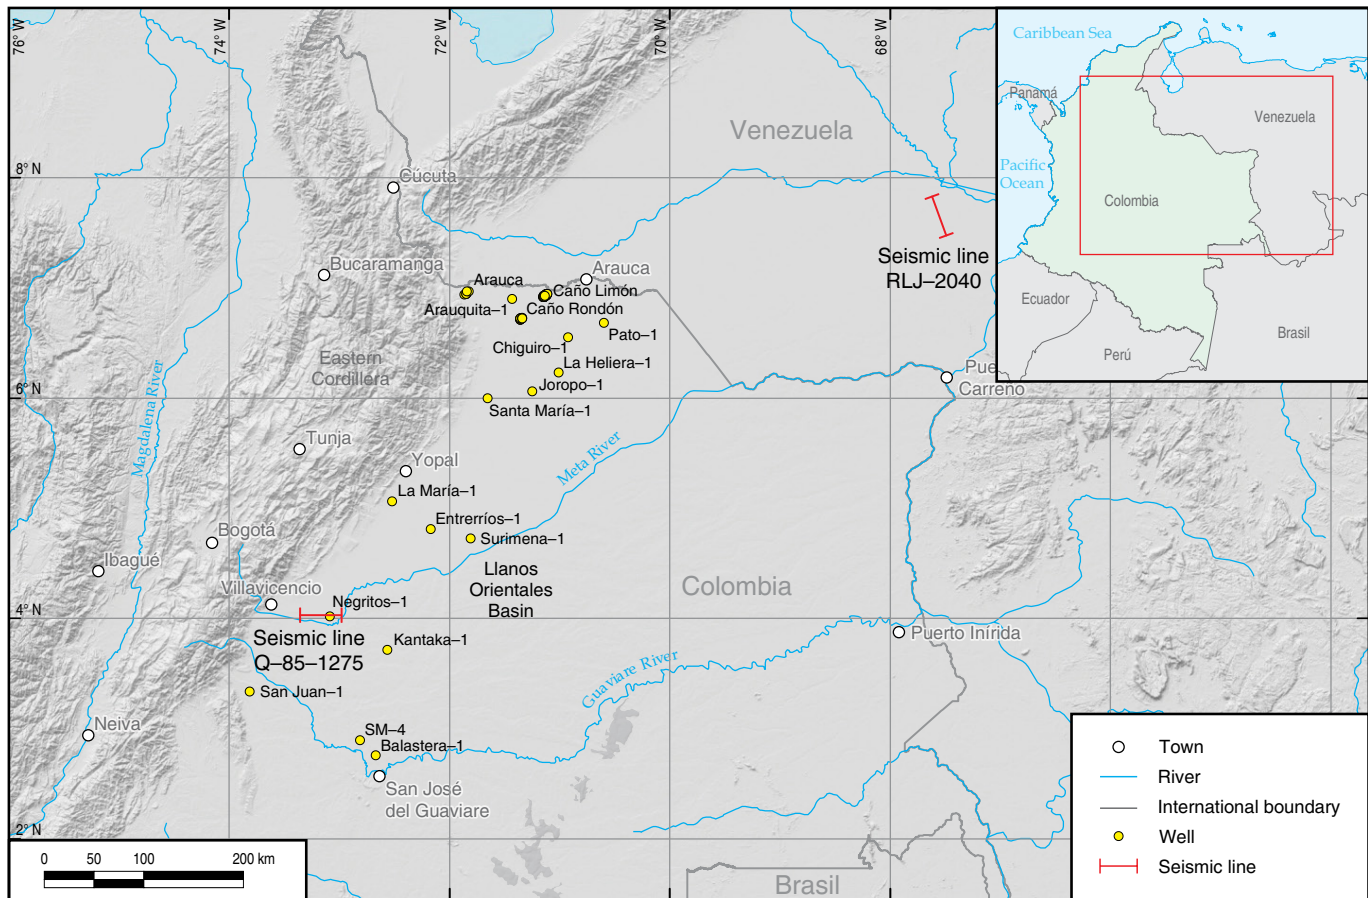 76° W
74° W
72° W
70° W
68° W
8° N
6° N
4° N
2° N
Venezuela
Cúcuta
Bucaramanga
Arauca
Arauca
Caño Limón
Arauquita–1
Caño Rondón
Pato–1
Chiguiro–1
La Heliera–1
Joropo–1
Santa María–1
Seismic line
RLJ–2040
Eastern
Cordillera
Magdalena River
Tunja
Yopal
Meta River
La María–1
Entrerríos–1
Surimena–1
Bogotá
Ibagué
Villavicencio
Negritos–1
Llanos
Orientales
Basin
Colombia
Seismic line
Q–85–1275
Kantaka–1
San Juan–1
Guaviare River
Puerto Inírida
Neiva
SM–4
Balastera–1
San José
del Guaviare
Brasil
Pue
Carreño
Caribbean Sea
Panamá
Venezuela
Pacific
Ocean
Colombia
Ecuador
Perú
Brasil
Town
River
International boundary
Well
Seismic line
0 50 100 200 km